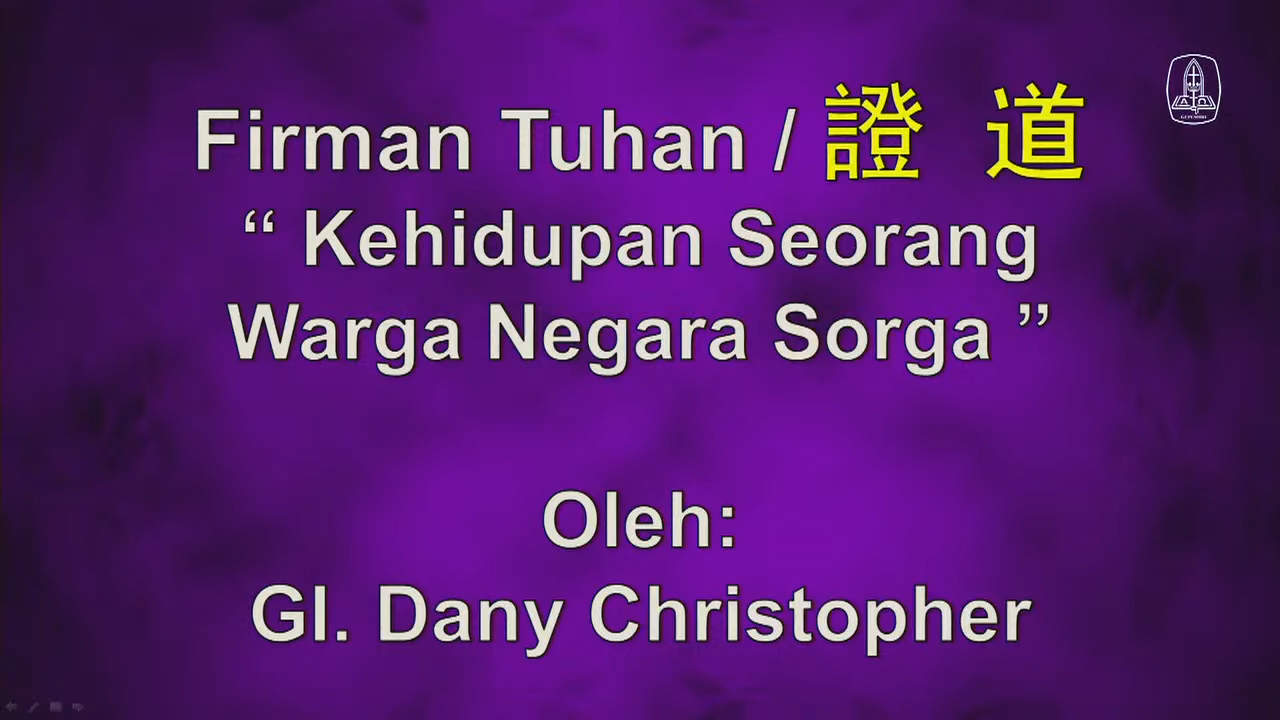 Firman Tuhan / 證 道
“ Kehidupan Seorang
Warga Negara Sorga ”
Oleh:
GI. Dany Christopher